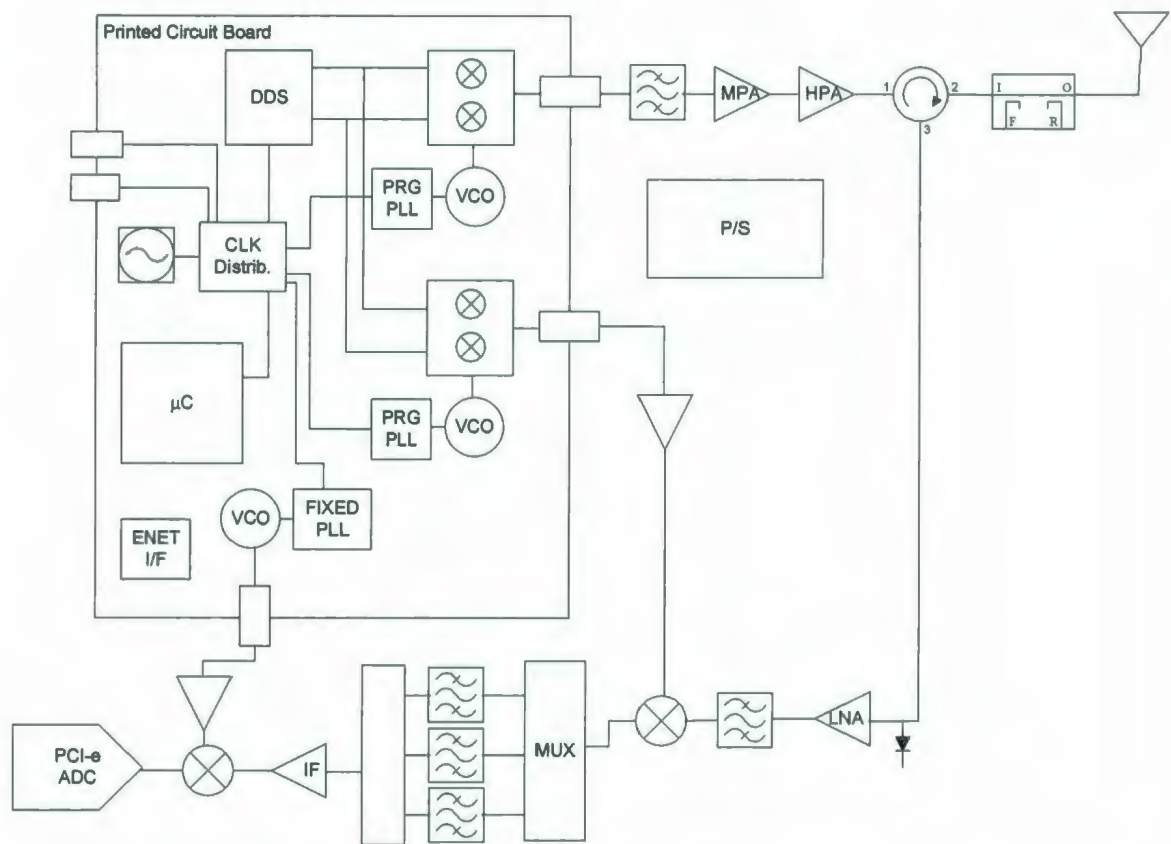 Printed Circuit Board
DDS
MPA
HPA
1
2
3
I
O
F
R
PRG
PLL
VCO
P/S
CLK
Distrib.
µC
PRG
PLL
VCO
VCO
FIXED
PLL
ENET
I/F
PCI-e
ADC
IF
MUX
LNA